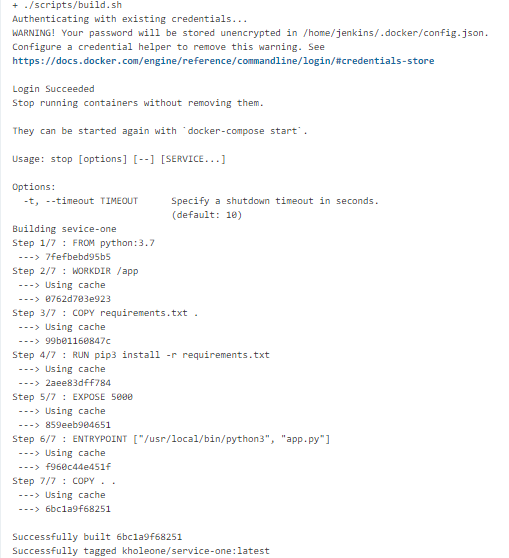 + ./scripts/build.sh
Authenticating with existing credentials...
WARNING! Your password will be stored unencrypted in /home/jenkins/.docker/config.json.
Configure a credential helper to remove this warning. See
https://docs.docker.com/engine/reference/commandline/login/#credentials-store
Login Succeeded
Stop running containers without removing them.
They can be started again with `docker-compose start`.
Usage: stop [options] [--] [SERVICE...]
Options:
-t, --timeout TIMEOUT Specify a shutdown timeout in seconds.
(default: 10)
Building sevice-one
Step 1/7 : FROM python:3.7
---> 7fefbebd95b5
Step 2/7 : WORKDIR /app
---> Using cache
---> 0762d703e923
Step 3/7 : COPY requirements.txt .
---> Using cache
---> 99b01160847c
Step 4/7 : RUN pip3 install -r requirements.txt
---> Using cache
---> 2aee83dff784
Step 5/7 : EXPOSE 5000
---> Using cache
---> 859eeb904651
Step 6/7 : ENTRYPOINT ["/usr/local/bin/python3", "app.py"]
---> Using cache
---> f960c44e451f
Step 7/7 : COPY . .
---> Using cache
---> 6bc1a9f68251
Successfully built 6bc1a9f68251
Successfully tagged kholeone/service-one:latest